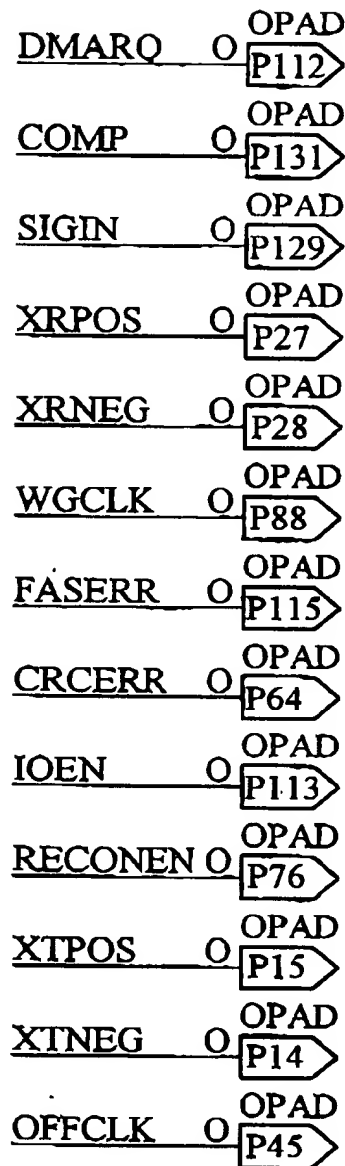 OPAD
DMARQ O P112
OPAD
COMP O P131
OPAD
SIGIN O P129
OPAD
XRPOS O P27
OPAD
XRNEG O P28
OPAD
WGCLK O P88
OPAD
FASERR O P115
OPAD
CRCERR O P64
OPAD
IOEN O P113
OPAD
RECONEN O P76
OPAD
XTPOS O P15
OPAD
XTNEG O P14
OPAD
OFFCLK O P45